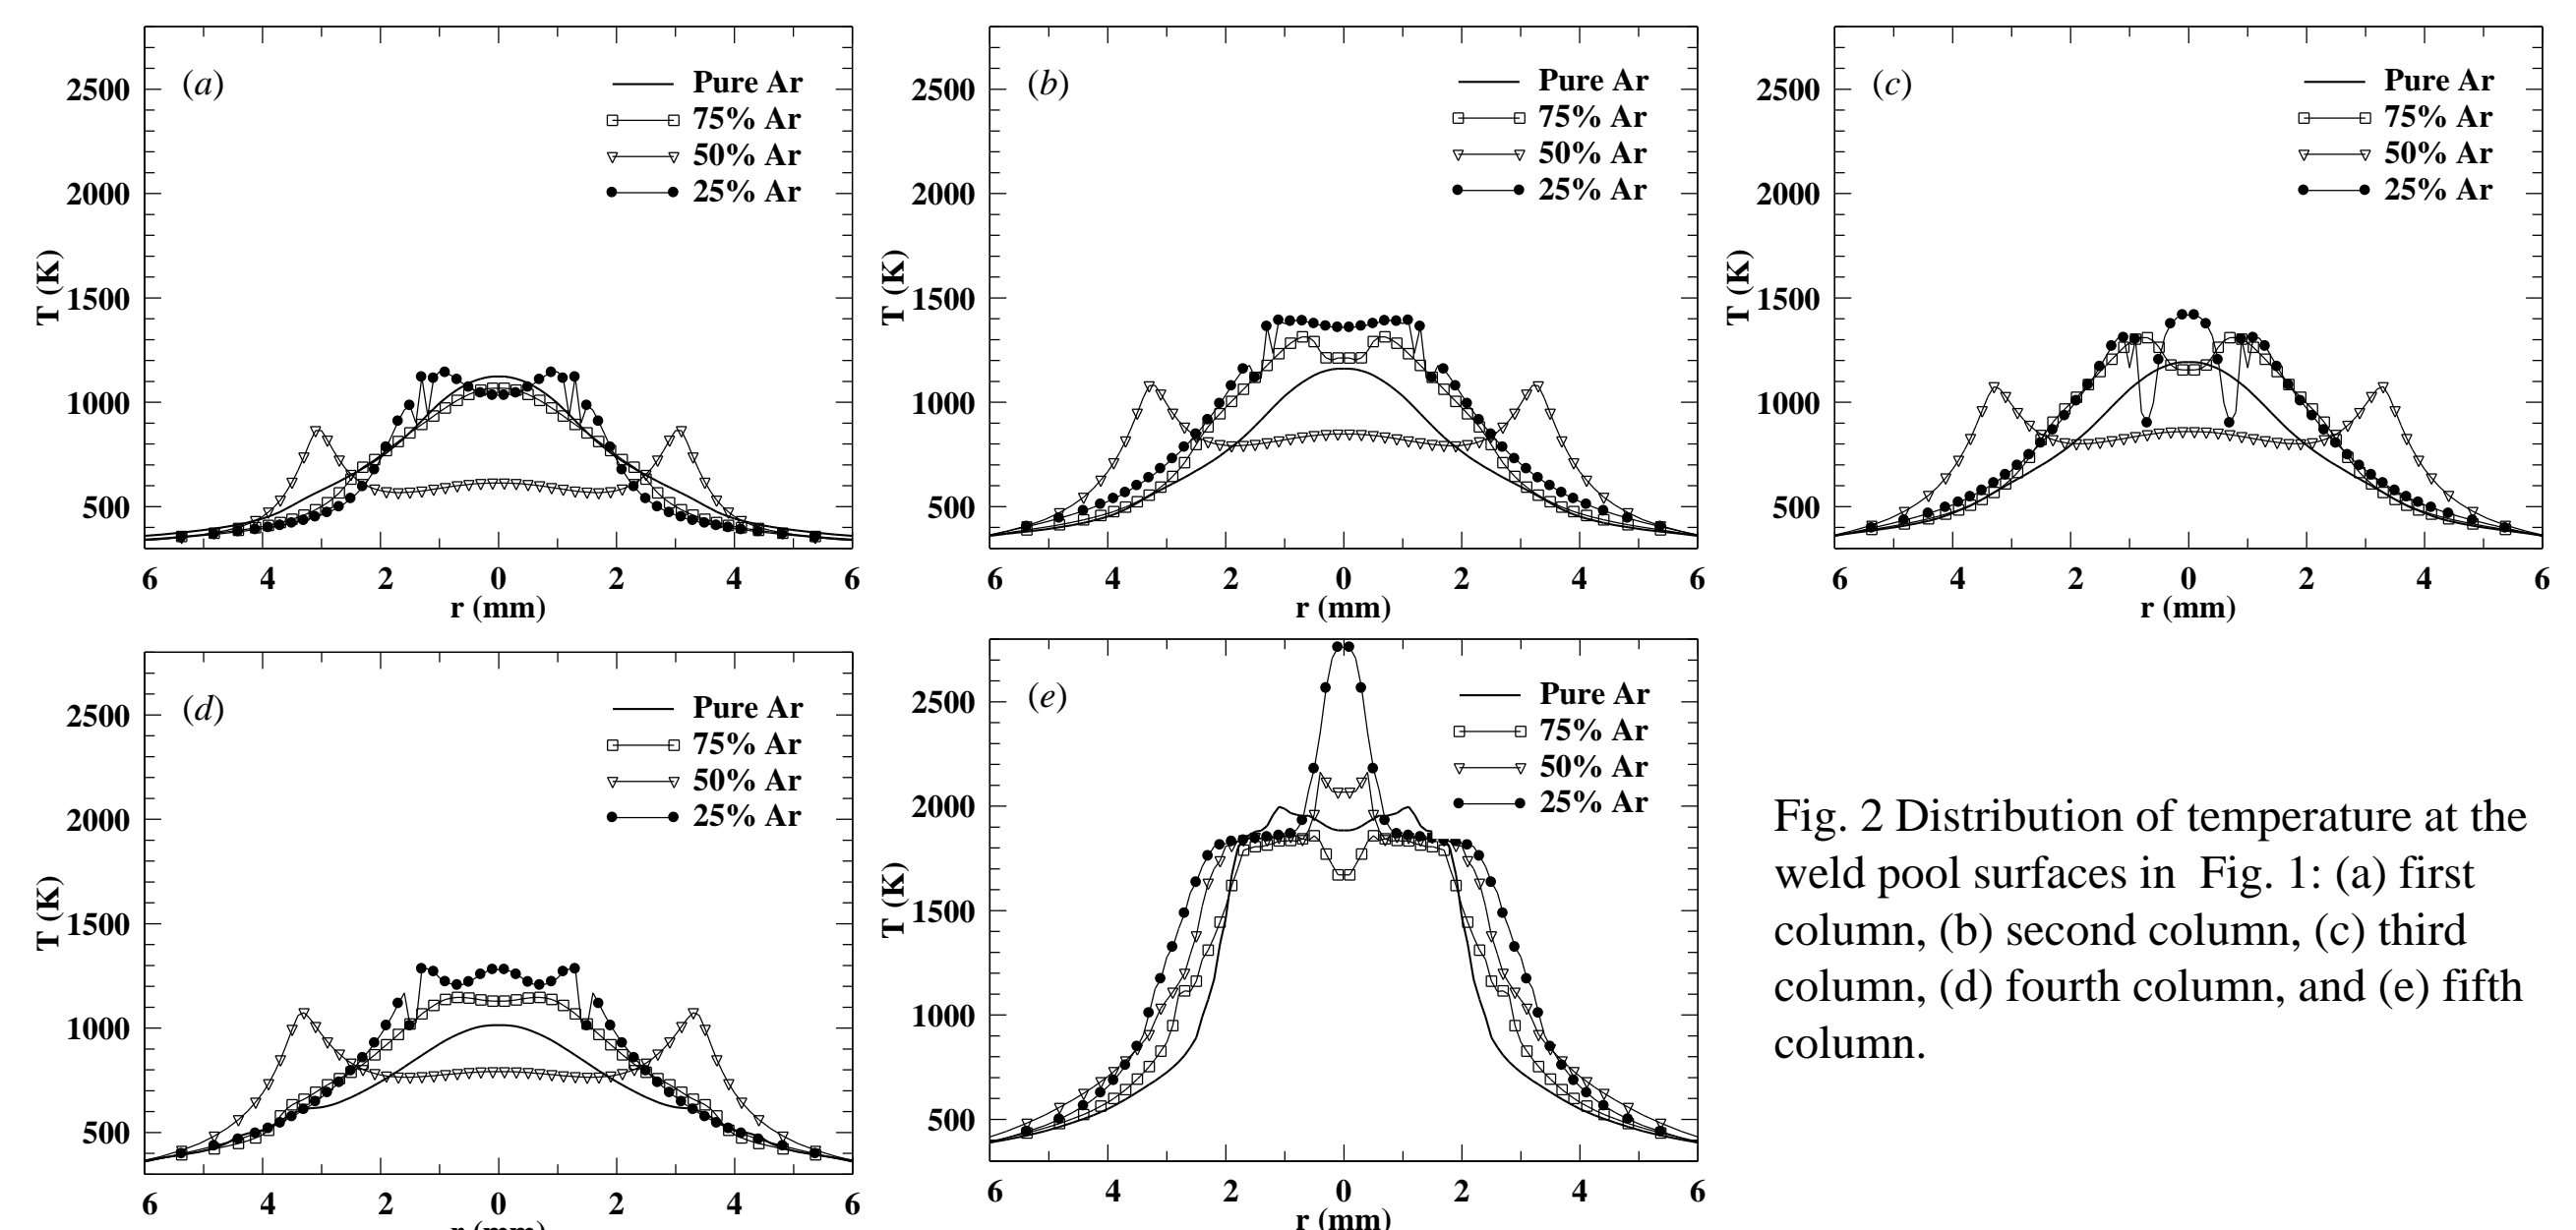 (a)
Pure Ar
75% Ar
50% Ar
25% Ar
2500
2000
1500
1000
500
T (K)
6 4 2 0 2 4 6
r (mm)
(b)
Pure Ar
75% Ar
50% Ar
25% Ar
2500
2000
1500
1000
500
T (K)
6 4 2 0 2 4 6
r (mm)
(c)
Pure Ar
75% Ar
50% Ar
25% Ar
2500
2000
1500
1000
500
T (K)
6 4 2 0 2 4 6
r (mm)
(d)
Pure Ar
75% Ar
50% Ar
25% Ar
2500
2000
1500
1000
500
T (K)
6 4 2 0 2 4 6
r (mm)
(e)
Pure Ar
75% Ar
50% Ar
25% Ar
2500
2000
1500
1000
500
T (K)
6 4 2 0 2 4 6
r (mm)
Fig. 2 Distribution of temperature at the
weld pool surfaces in Fig. 1: (a) first
column, (b) second column, (c) third
column, (d) fourth column, and (e) fifth
column.